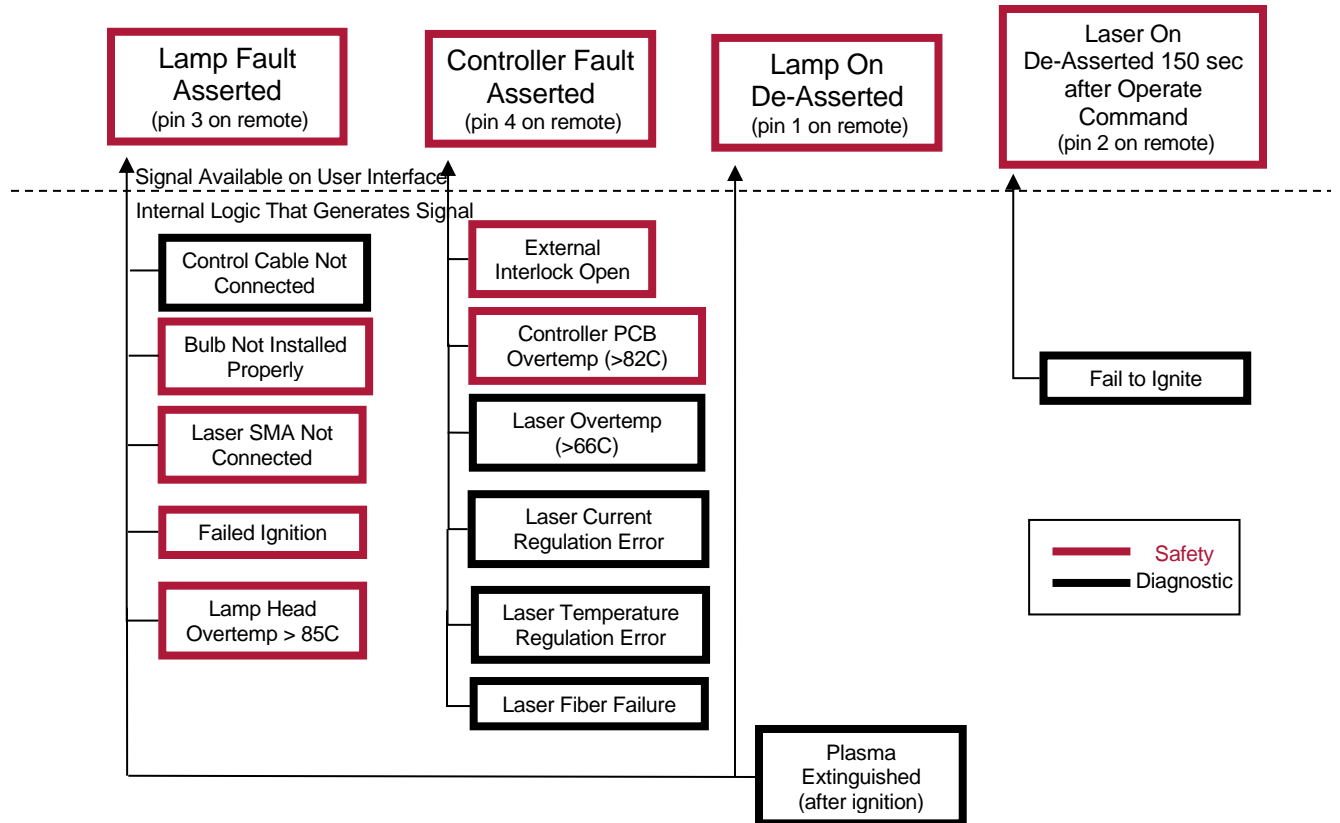 Lamp Fault
Asserted
(pin 3 on remote)
Controller Fault
Asserted
(pin 4 on remote)
Lamp On
De-Asserted
(pin 1 on remote)
Laser On
De-Asserted 150 sec
after Operate
Command
(pin 2 on remote)
Signal Available on User Interface
Internal Logic That Generates Signal
Control Cable Not
Connected
Bulb Not Installed
Properly
Laser SMA Not
Connected
Failed Ignition
Lamp Head
Overtemp > 85C
External
Interlock Open
Controller PCB
Overtemp (>82C)
Laser Overtemp
(>66C)
Laser Current
Regulation Error
Laser Temperature
Regulation Error
Laser Fiber Failure
Plasma
Extinguished
(after ignition)
Fail to Ignite
Safety
Diagnostic